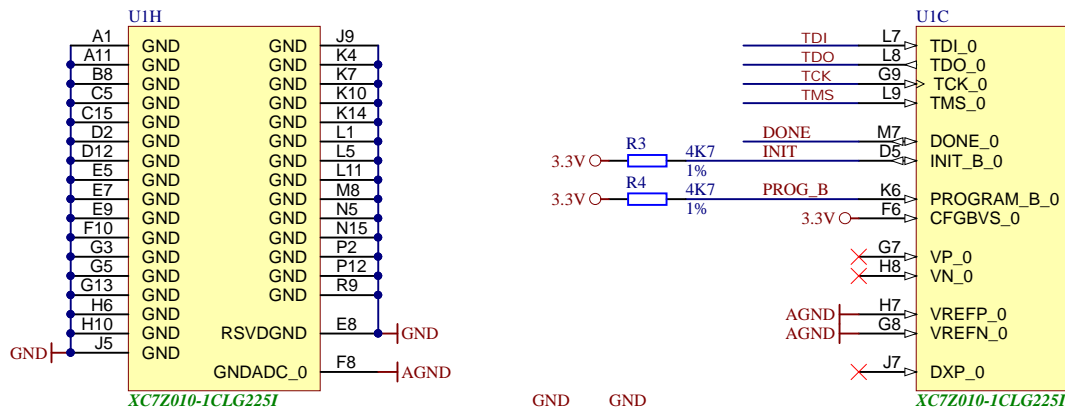 U1H
A1 GND GND J9
A11 GND GND K4
B8 GND GND K7
C5 GND GND K10
C15 GND GND K14
D2 GND GND L1
D12 GND GND L5
E5 GND GND L11
E7 GND GND M8
E9 GND GND N5
F10 GND GND N15
G3 GND GND P2
G5 GND GND P12
G13 GND GND R9
H6 GND
H10 GND RSVDGND E8 GND
GND J5 GND
GNDADC_0 F8 AGND
XC7Z010-1CLG225I
U1C
TDI L7 TDI_0
TDO L8 TDO_0
TCK G9 TCK_0
TMS L9 TMS_0
DONE M7 DONE_0
3.3V R3 4K7 1% INIT D5 INIT_B_0
3.3V R4 4K7 1% PROG_B K6 PROGRAM_B_0
3.3V F6 CFGBVS_0
G7 VP_0
H8 VN_0
AGND H7 VREFP_0
AGND G8 VREFN_0
J7 DXP_0
GND GND
XC7Z010-1CLG225I